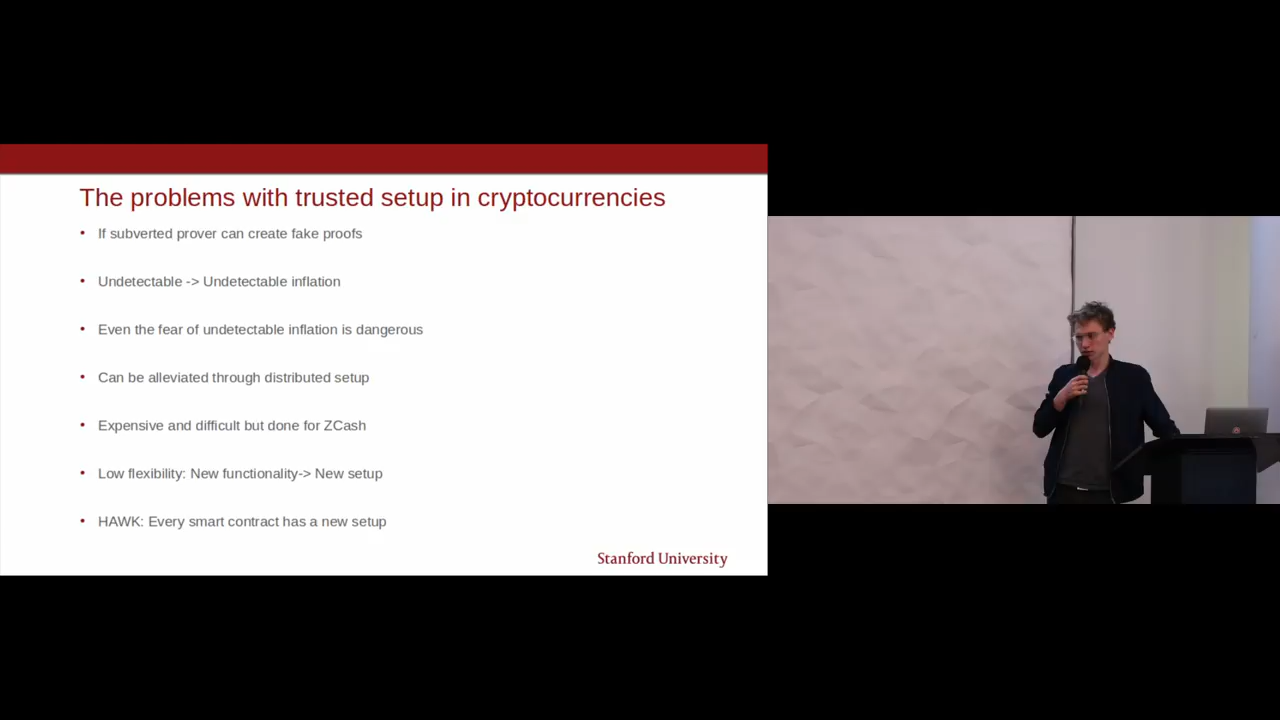 The problems with trusted setup in cryptocurrencies
• If subverted prover can create fake proofs
• Undetectable -> Undetectable inflation
• Even the fear of undetectable inflation is dangerous
• Can be alleviated through distributed setup
• Expensive and difficult but done for ZCash
• Low flexibility: New functionality-> New setup
• HAWK: Every smart contract has a new setup
Stanford University